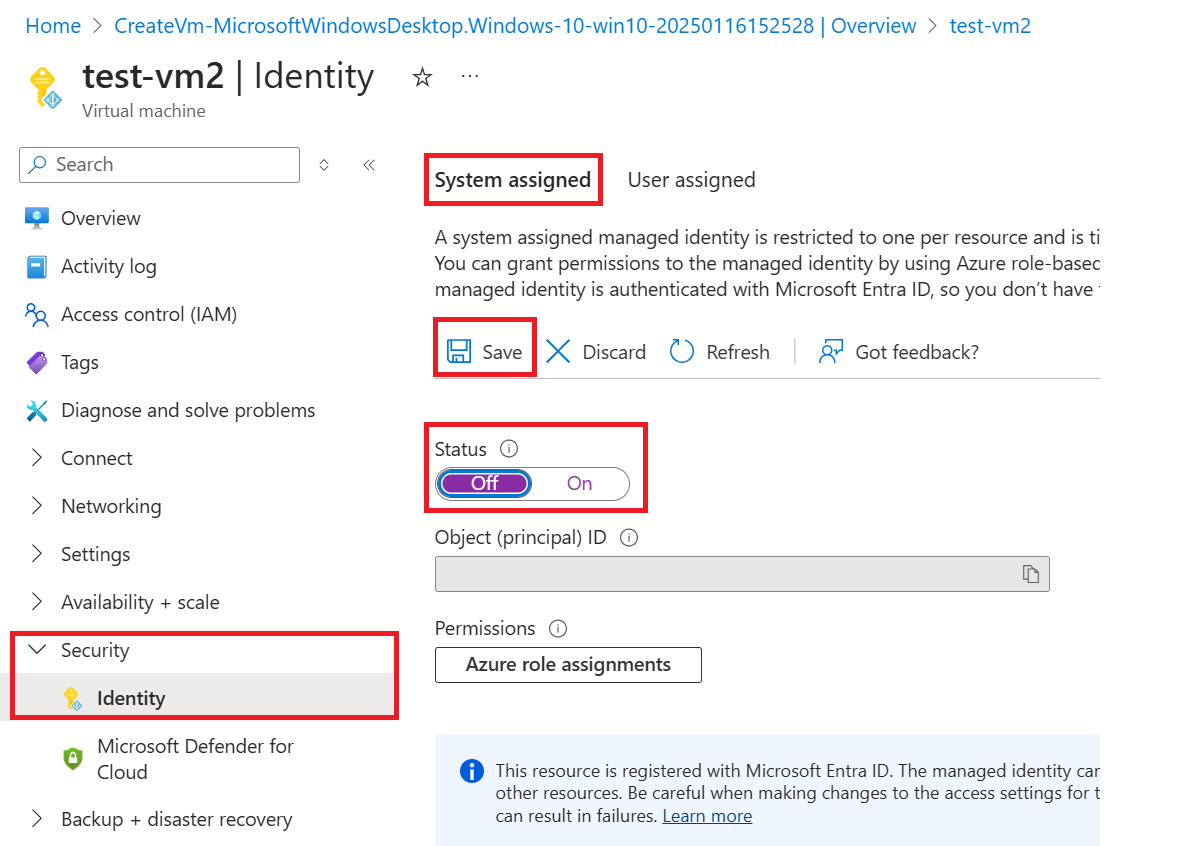 Home > CreateVm-MicrosoftWindowsDesktop.Windows-10-win10-20250116152528 | Overview > test-vm2
test-vm2 | Identity
Virtual machine
Search
Overview
Activity log
Access control (IAM)
Tags
Diagnose and solve problems
Connect
Networking
Settings
Availability + scale
Security
Identity
Microsoft Defender for
Cloud
Backup + disaster recovery
System assigned User assigned
A system assigned managed identity is restricted to one per resource and is
You can grant permissions to the managed identity by using Azure role-based
managed identity is authenticated with Microsoft Entra ID, so you don't have
Save Discard Refresh Got feedback?
Status
Off On
Object (principal) ID
Permissions
Azure role assignments
This resource is registered with Microsoft Entra ID. The managed identity
other resources. Be careful when making changes to the access settings for
can result in failures. Learn more